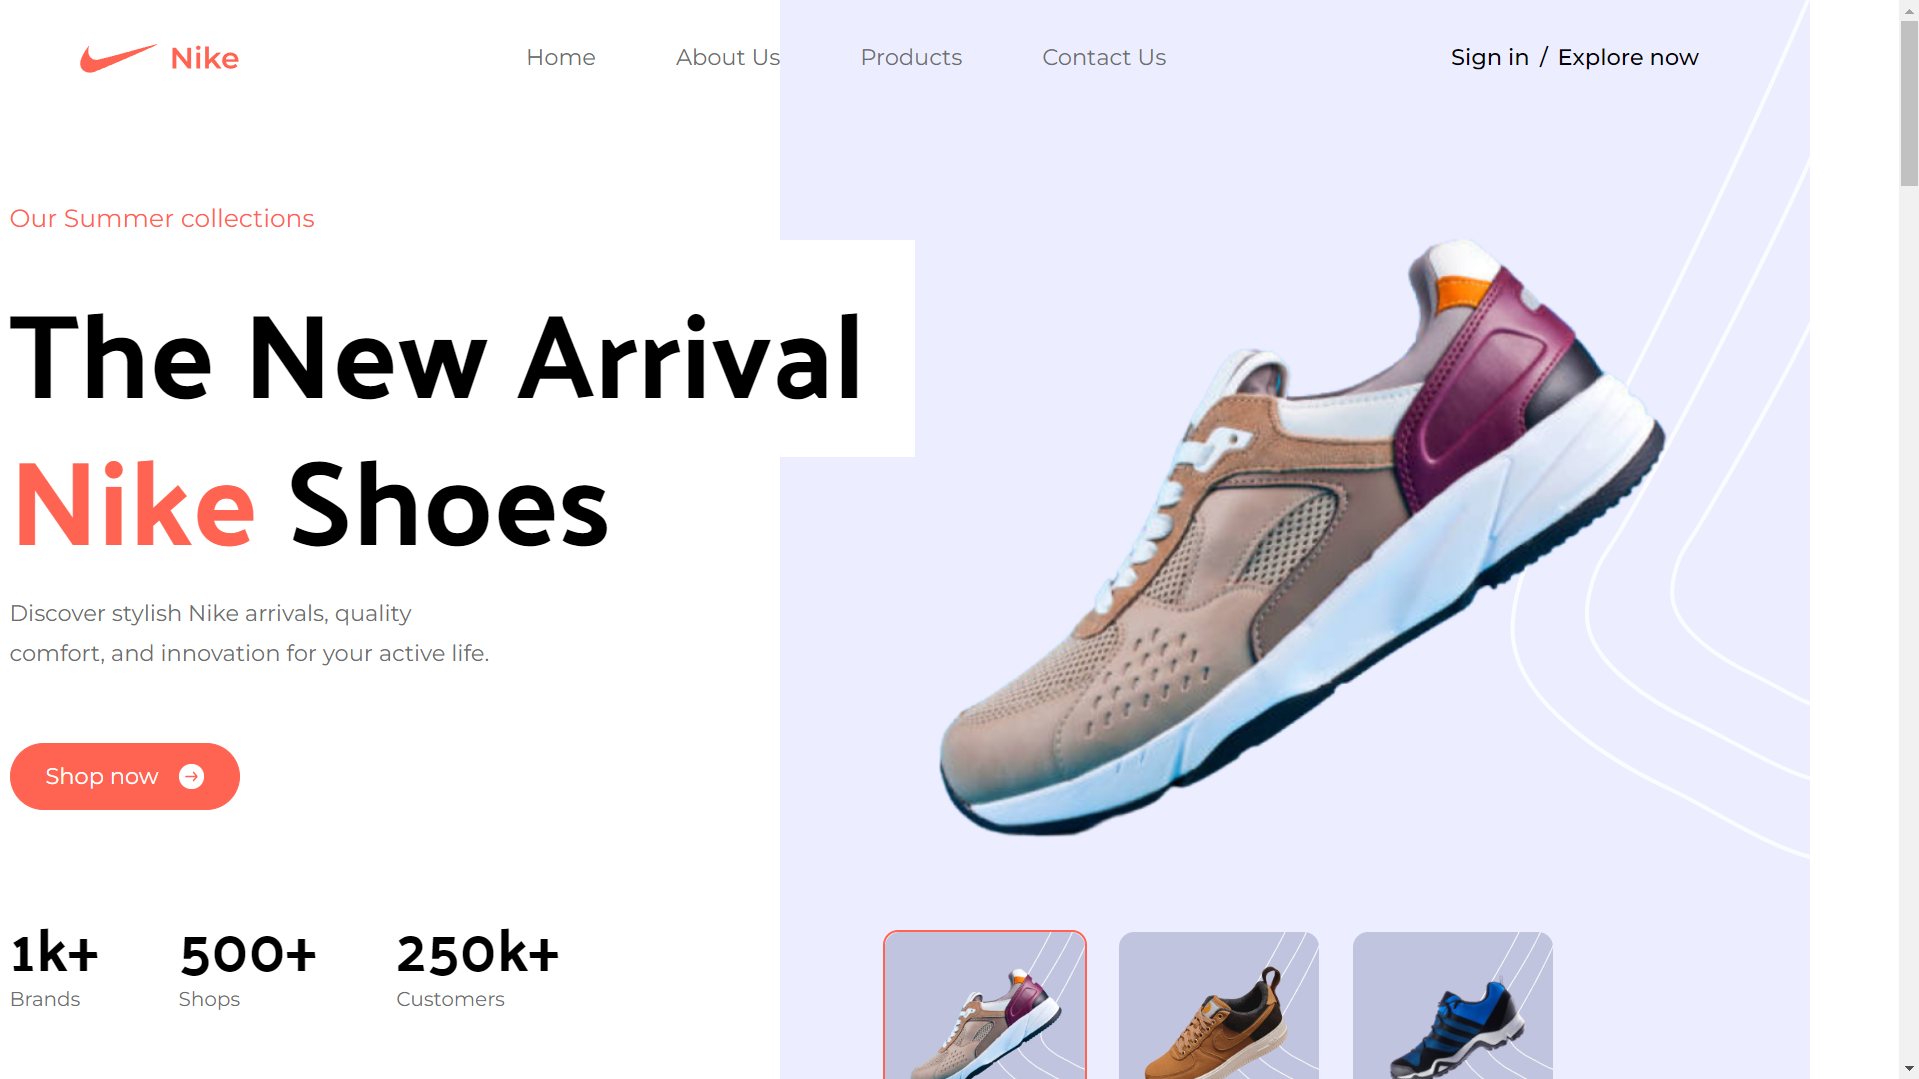 Nike
Home
About Us
Products
Contact Us
Sign in / Explore now
Our Summer collections
The New Arrival
Nike Shoes
Discover stylish Nike arrivals, quality
comfort, and innovation for your active life.
Shop now
1k+
Brands
500+
Shops
250k+
Customers